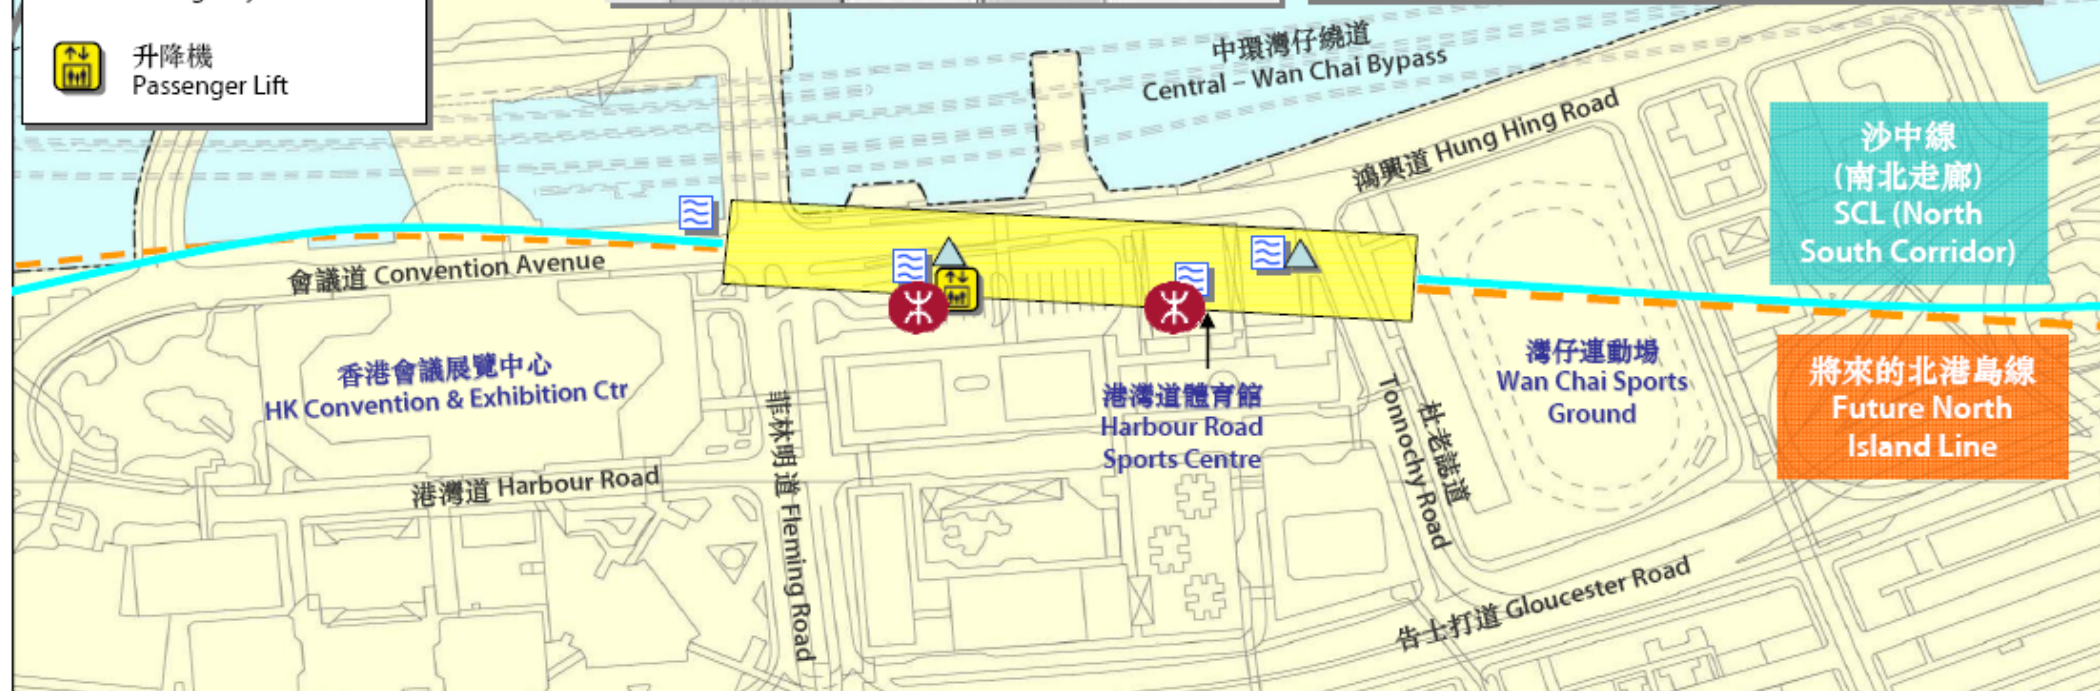 升降機
Passenger Lift
中環灣仔繞道
Central – Wan Chai Bypass
鴻興道 Hung Hing Road
沙中線
(南北走廊)
SCL (North
South Corridor)
會議道 Convention Avenue
香港會議展覽中心
HK Convention & Exhibition Ctr
港灣道體育館
Harbour Road
Sports Centre
灣仔運動場
Wan Chai Sports
Ground
將來的北港島線
Future North
Island Line
港灣道 Harbour Road
菲林明道 Fleming Road
杜老誌道
Tonnochy Road
告士打道 Gloucester Road